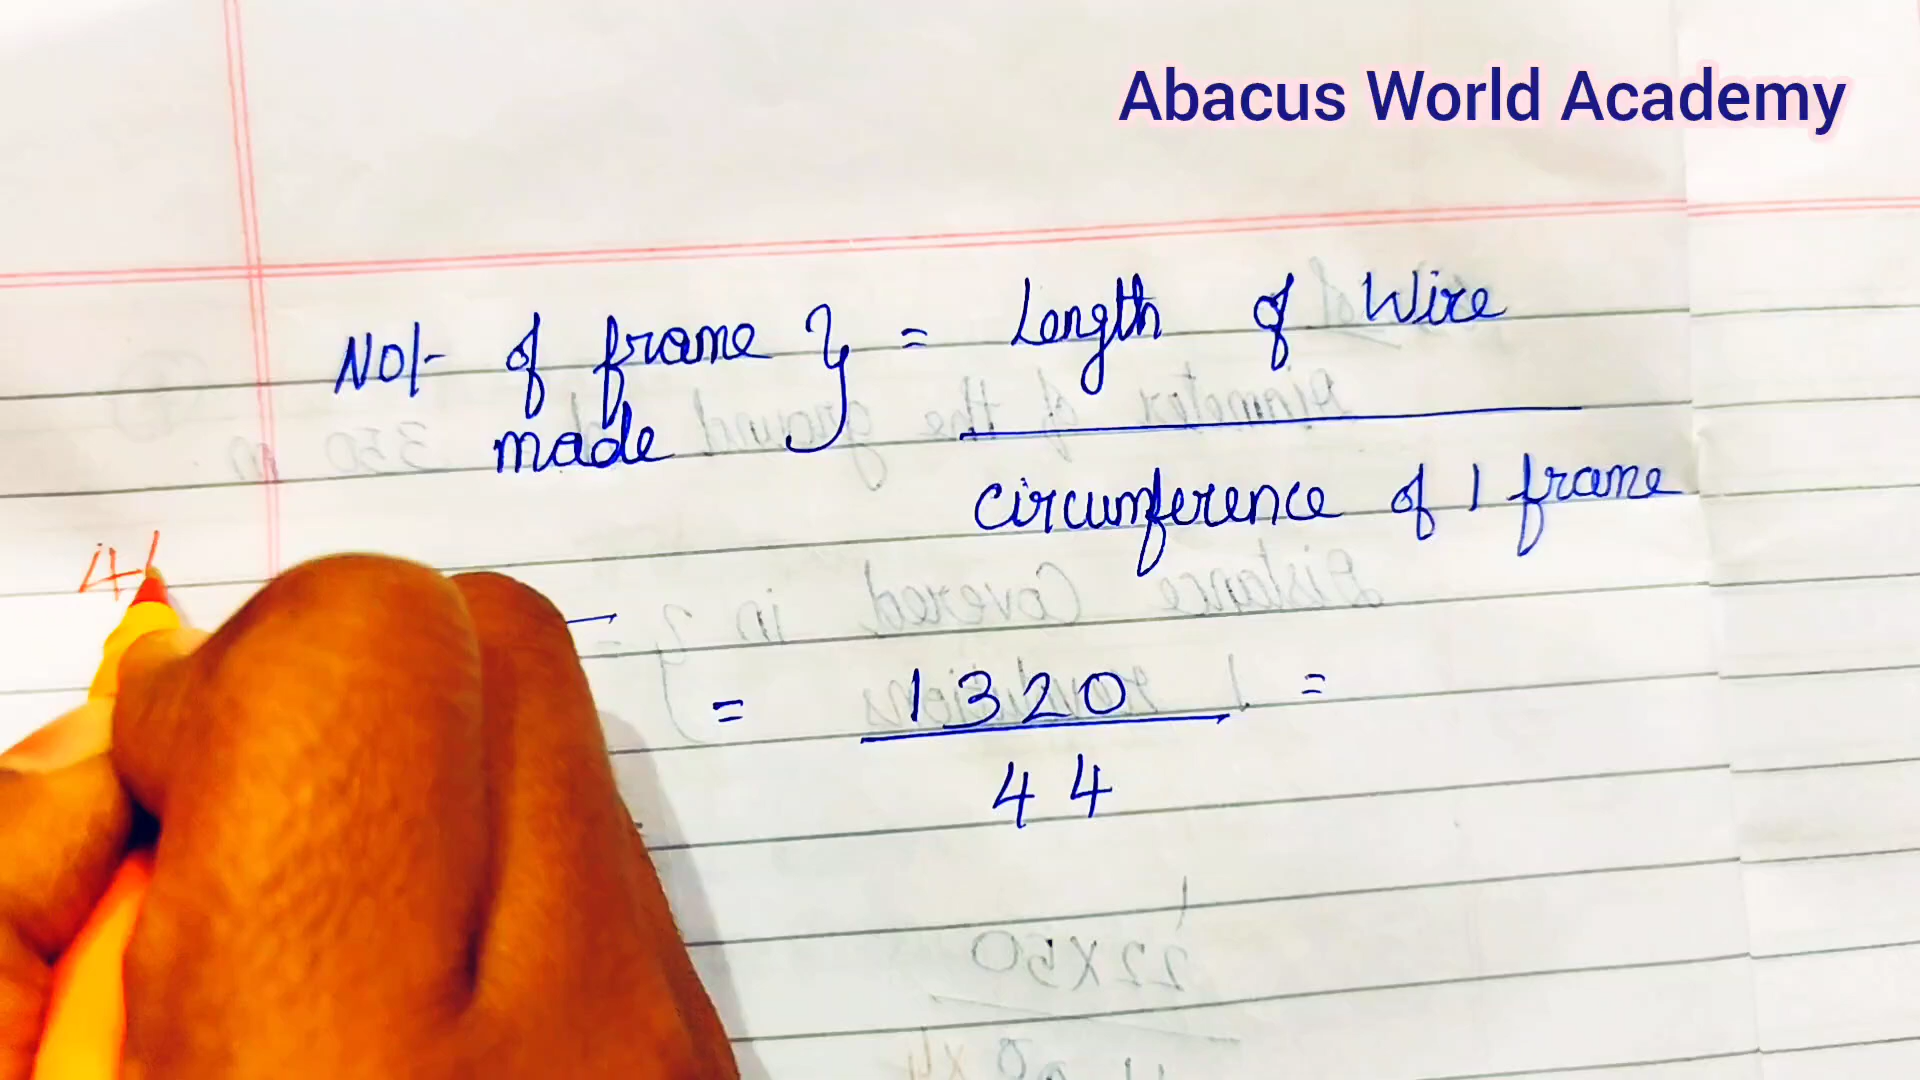 Abacus World Academy
No/- of frame } = Length of Wire
made circumference of 1 frame
= 1320 =
44